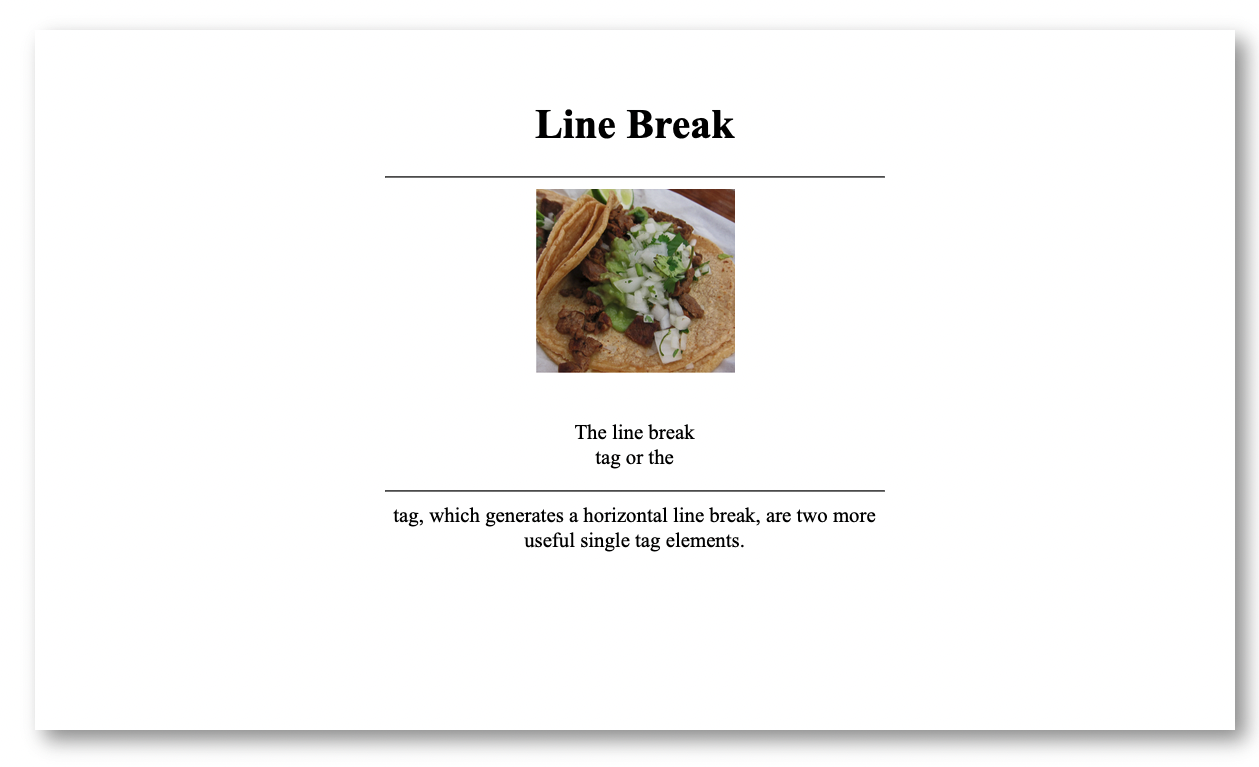 Line Break
The line break
tag or the
tag, which generates a horizontal line break, are two more
useful single tag elements.